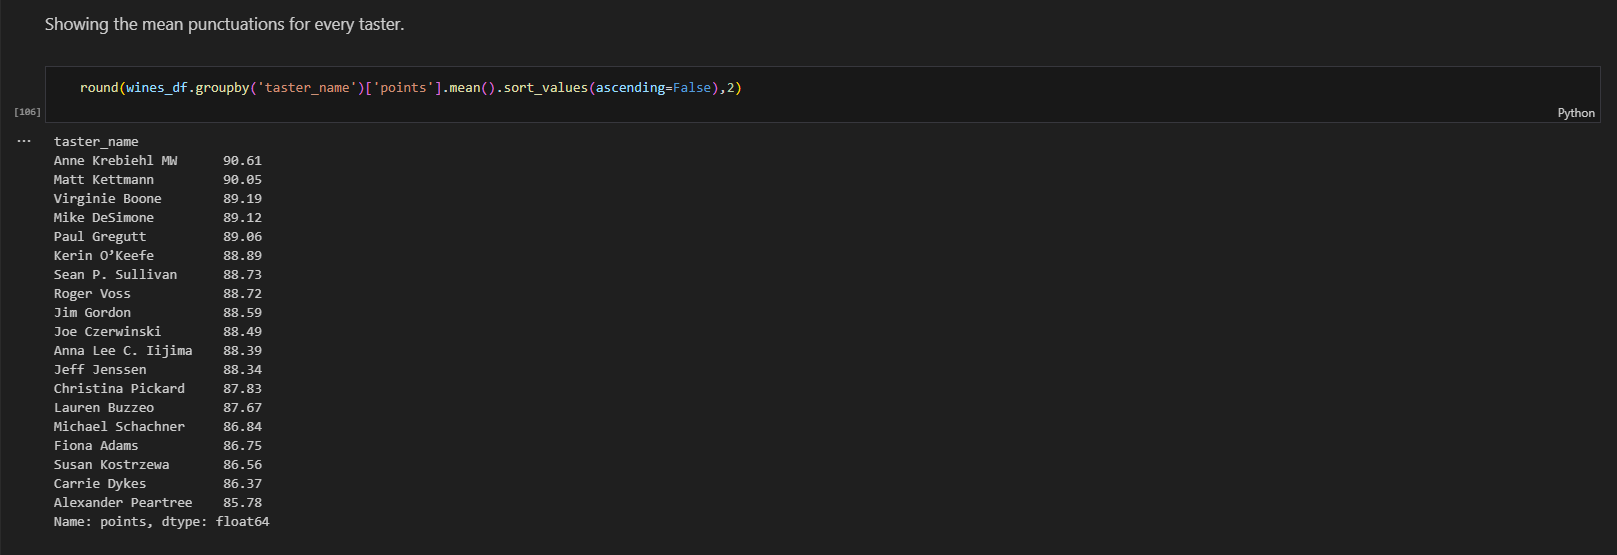 Showing the mean punctuations for every taster.
round(wines_df.groupby('taster_name')['points'].mean().sort_values(ascending=False),2)
[106]
Python
...
taster_name
Anne Krebiehl MW      90.61
Matt Kettmann         90.05
Virginie Boone        89.19
Mike DeSimone         89.12
Paul Gregutt          89.06
Kerin O’Keefe         88.89
Sean P. Sullivan      88.73
Roger Voss            88.72
Jim Gordon            88.59
Joe Czerwinski        88.49
Anna Lee C. Iijima    88.39
Jeff Jenssen          88.34
Christina Pickard     87.83
Lauren Buzzeo         87.67
Michael Schachner     86.84
Fiona Adams           86.75
Susan Kostrzewa       86.56
Carrie Dykes          86.37
Alexander Peartree    85.78
Name: points, dtype: float64